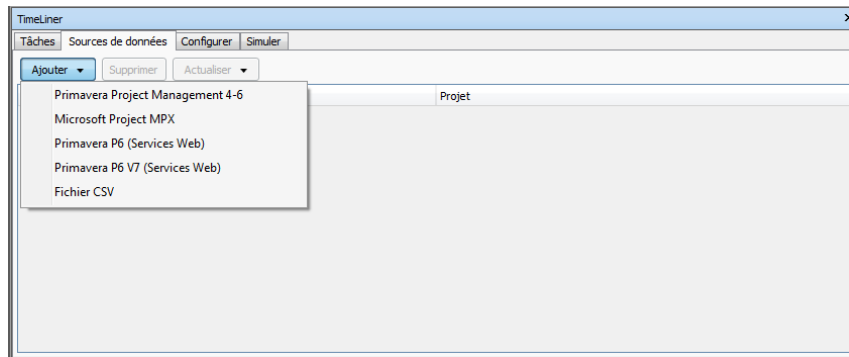 TimeLiner
Tâches Sources de données Configurer Simuler
Ajouter Supprimer Actualiser
Projet
Primavera Project Management 4-6
Microsoft Project MPX
Primavera P6 (Services Web)
Primavera P6 V7 (Services Web)
Fichier CSV